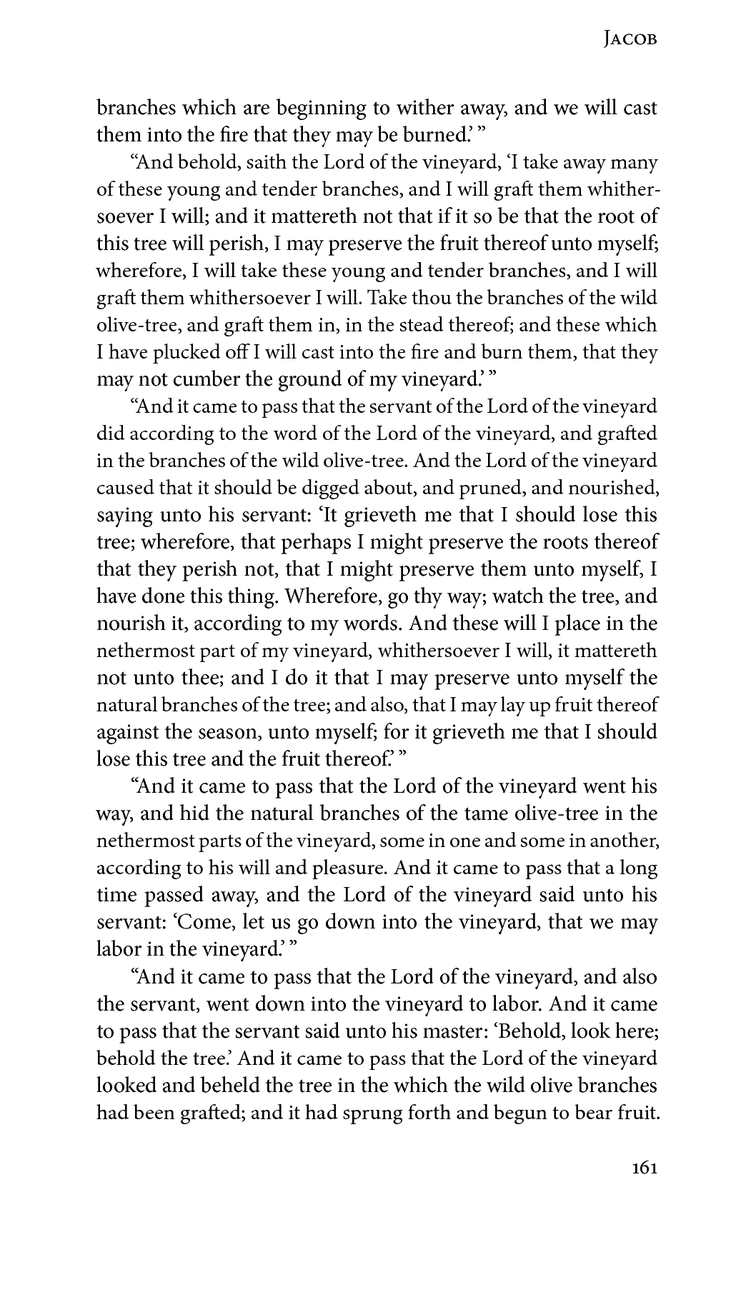 Jacob
branches which are beginning to wither away, and we will cast
them into the fire that they may be burned.’ ”
“And behold, saith the Lord of the vineyard, ‘I take away many
of these young and tender branches, and I will graft them whither-
soever I will; and it mattereth not that if it so be that the root of
this tree will perish, I may preserve the fruit thereof unto myself;
wherefore, I will take these young and tender branches, and I will
graft them whithersoever I will. Take thou the branches of the wild
olive-tree, and graft them in, in the stead thereof; and these which
I have plucked off I will cast into the fire and burn them, that they
may not cumber the ground of my vineyard.’ ”
“And it came to pass that the servant of the Lord of the vineyard
did according to the word of the Lord of the vineyard, and grafted
in the branches of the wild olive-tree. And the Lord of the vineyard
caused that it should be digged about, and pruned, and nourished,
saying unto his servant: ‘It grieveth me that I should lose this
tree; wherefore, that perhaps I might preserve the roots thereof
that they perish not, that I might preserve them unto myself, I
have done this thing. Wherefore, go thy way; watch the tree, and
nourish it, according to my words. And these will I place in the
nethermost part of my vineyard, whithersoever I will, it mattereth
not unto thee; and I do it that I may preserve unto myself the
natural branches of the tree; and also, that I may lay up fruit thereof
against the season, unto myself; for it grieveth me that I should
lose this tree and the fruit thereof.’ ”
“And it came to pass that the Lord of the vineyard went his
way, and hid the natural branches of the tame olive-tree in the
nethermost parts of the vineyard, some in one and some in another,
according to his will and pleasure. And it came to pass that a long
time passed away, and the Lord of the vineyard said unto his
servant: ‘Come, let us go down into the vineyard, that we may
labor in the vineyard.’ ”
“And it came to pass that the Lord of the vineyard, and also
the servant, went down into the vineyard to labor. And it came
to pass that the servant said unto his master: ‘Behold, look here;
behold the tree.’ And it came to pass that the Lord of the vineyard
looked and beheld the tree in the which the wild olive branches
had been grafted; and it had sprung forth and begun to bear fruit.
161